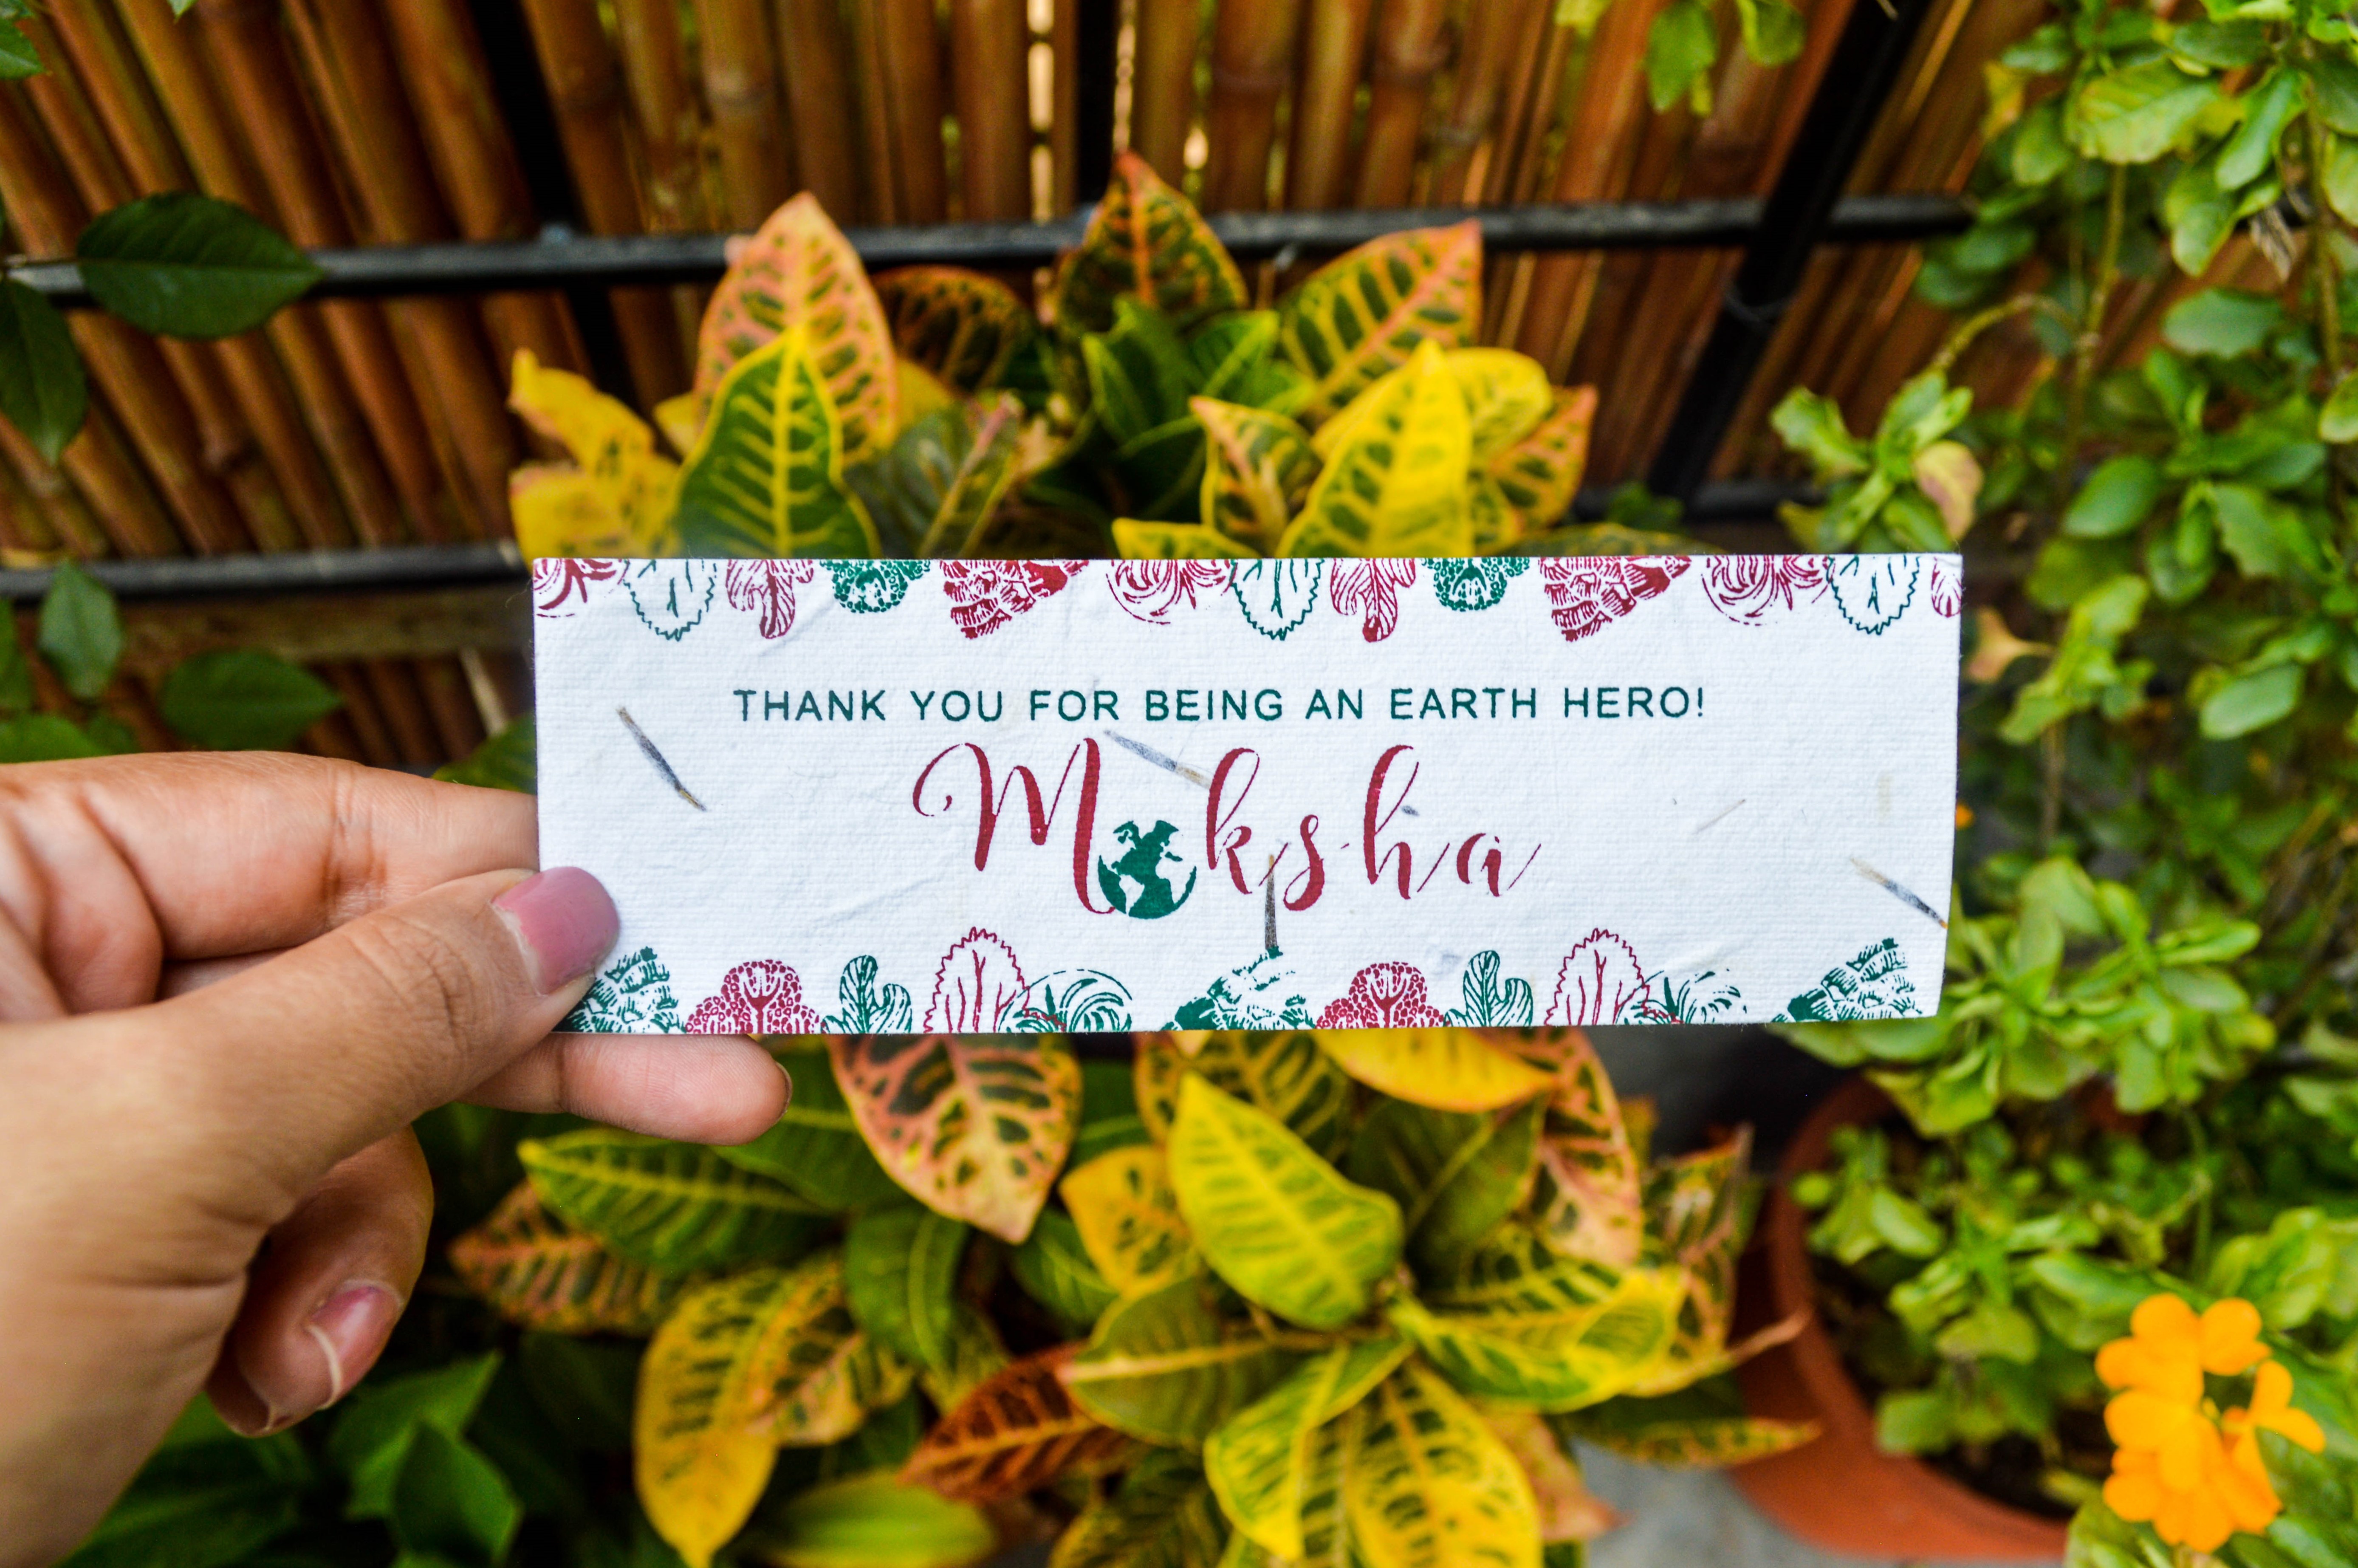 THANK YOU FOR BEING AN EARTH HERO!
Moksha